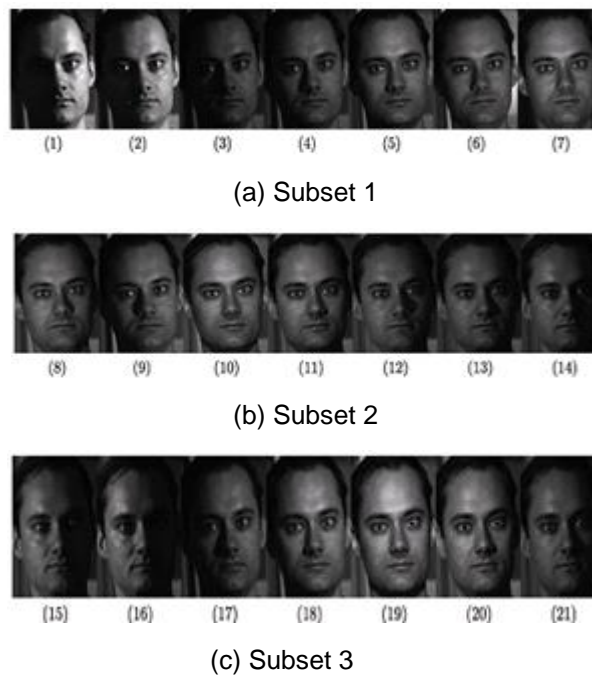 (1) (2) (3) (4) (5) (6) (7)
(a) Subset 1
(8) (9) (10) (11) (12) (13) (14)
(b) Subset 2
(15) (16) (17) (18) (19) (20) (21)
(c) Subset 3